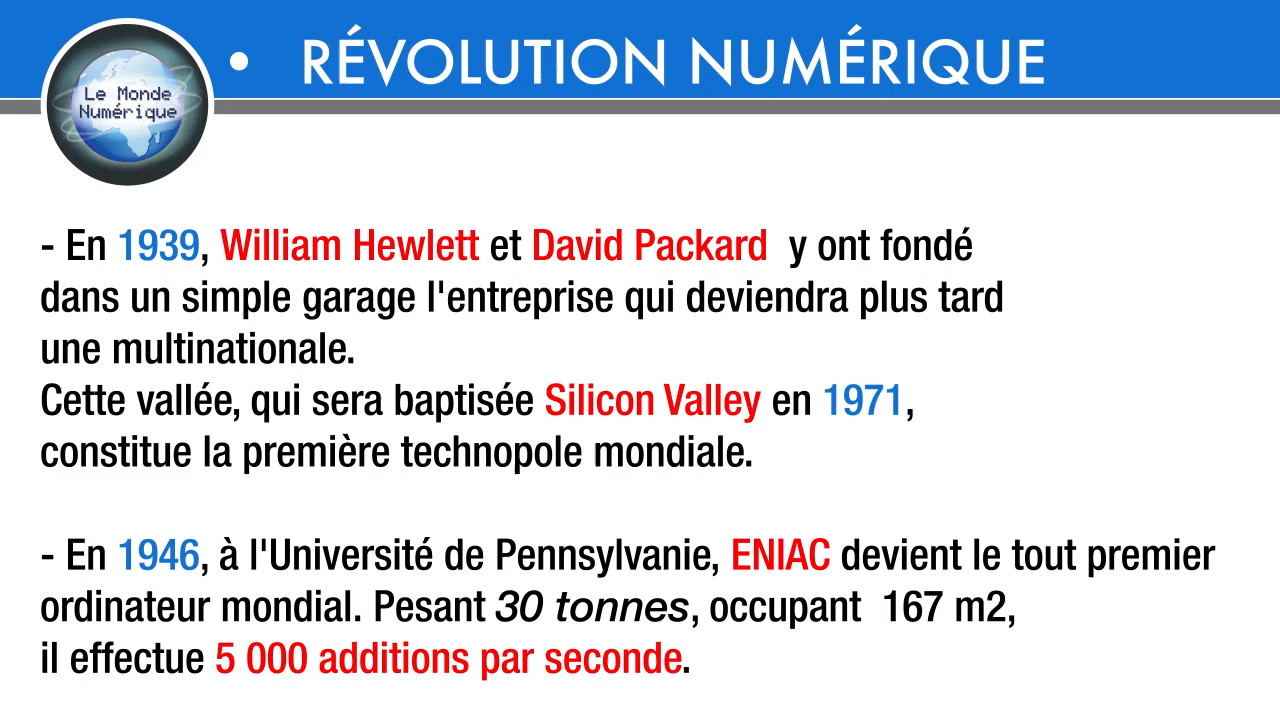 • RÉVOLUTION NUMÉRIQUE
Le Monde
Numérique
- En 1939, William Hewlett et David Packard y ont fondé
dans un simple garage l'entreprise qui deviendra plus tard
une multinationale.
Cette vallée, qui sera baptisée Silicon Valley en 1971,
constitue la première technopole mondiale.
- En 1946, à l'Université de Pennsylvanie, ENIAC devient le tout premier
ordinateur mondial. Pesant 30 tonnes, occupant 167 m2,
il effectue 5 000 additions par seconde.